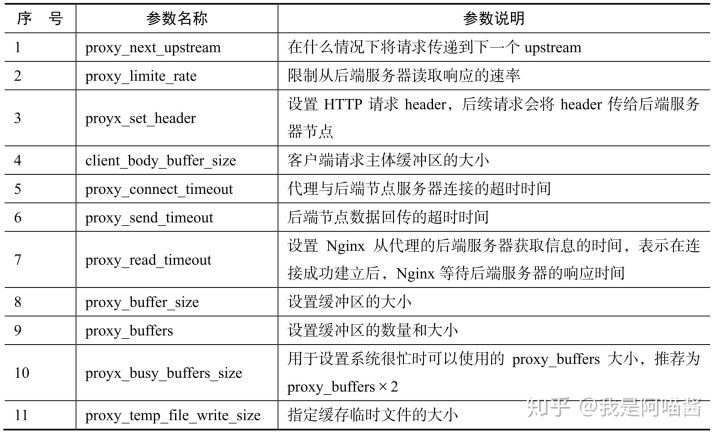 序 号 参数名称 参数说明
1 proxy_next_upstream 在什么情况下将请求传递到下一个 upstream
2 proxy_limite_rate 限制从后端服务器读取响应的速率
3 proyx_set_header 设置 HTTP 请求 header，后续请求会将 header 传给后端服务
器节点
4 client_body_buffer_size 客户端请求主体缓冲区的大小
5 proxy_connect_timeout 代理与后端节点服务器连接的超时时间
6 proxy_send_timeout 后端节点数据回传的超时时间
7 proxy_read_timeout 设置 Nginx 从代理的后端服务器获取信息的时间，表示在连
接成功建立后，Nginx 等待后端服务器的响应时间
8 proxy_buffer_size 设置缓冲区的大小
9 proxy_buffers 设置缓冲区的数量和大小
10 proyx_busy_buffers_size 用于设置系统很忙时可以使用的 proxy_buffers 大小，推荐为
proxy_buffers×2
11 proxy_temp_file_write_size 指定缓存临时文件的大小
知乎 @我是阿喵酱